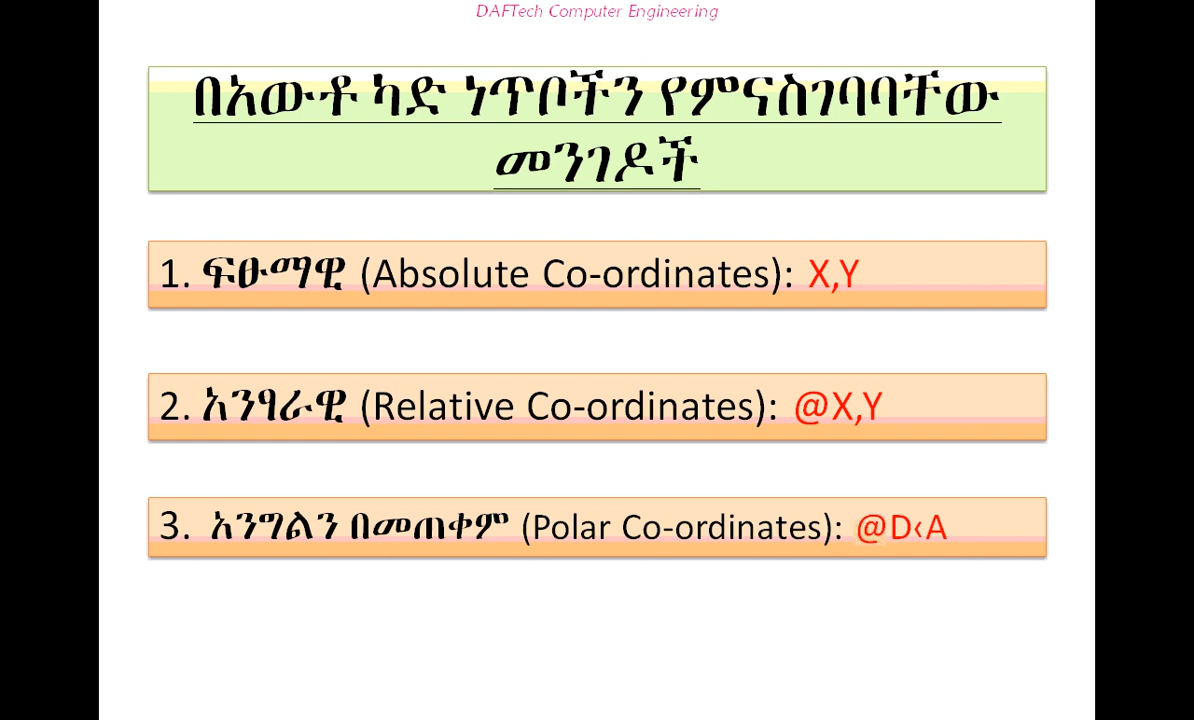 DAFTech Computer Engineering
በአውቶ ካድ ነጥቦችን የምናስገባባቸው
መንገዶች
1. ፍፁማዊ (Absolute Co-ordinates): X,Y
2. አንፃራዊ (Relative Co-ordinates): @X,Y
3. አንግልን በመጠቀም (Polar Co-ordinates): @D‹A